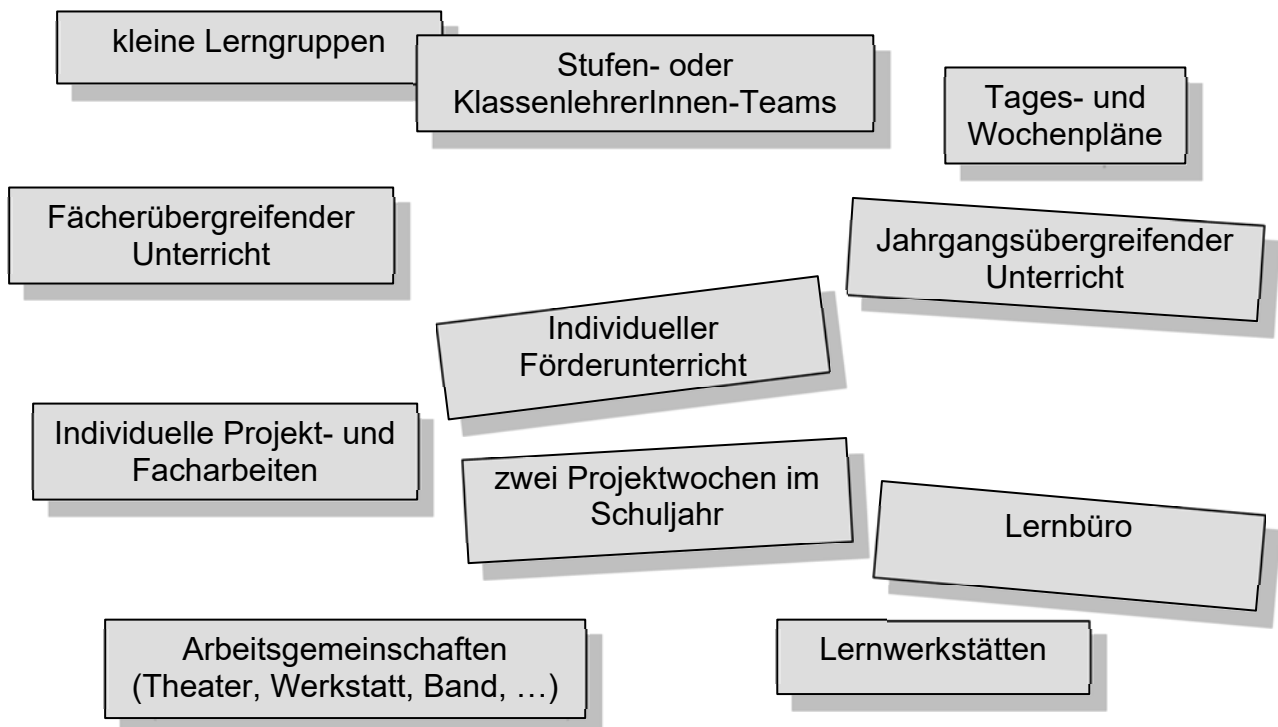 kleine Lerngruppen
Stufen- oder
KlassenlehrerInnen-Teams
Tages- und
Wochenpläne
Fächerübergreifender
Unterricht
Jahrgangsübergreifender
Unterricht
Individueller
Förderunterricht
Individuelle Projekt- und
Facharbeiten
zwei Projektwochen im
Schuljahr
Lernbüro
Arbeitsgemeinschaften
(Theater, Werkstatt, Band, …)
Lernwerkstätten